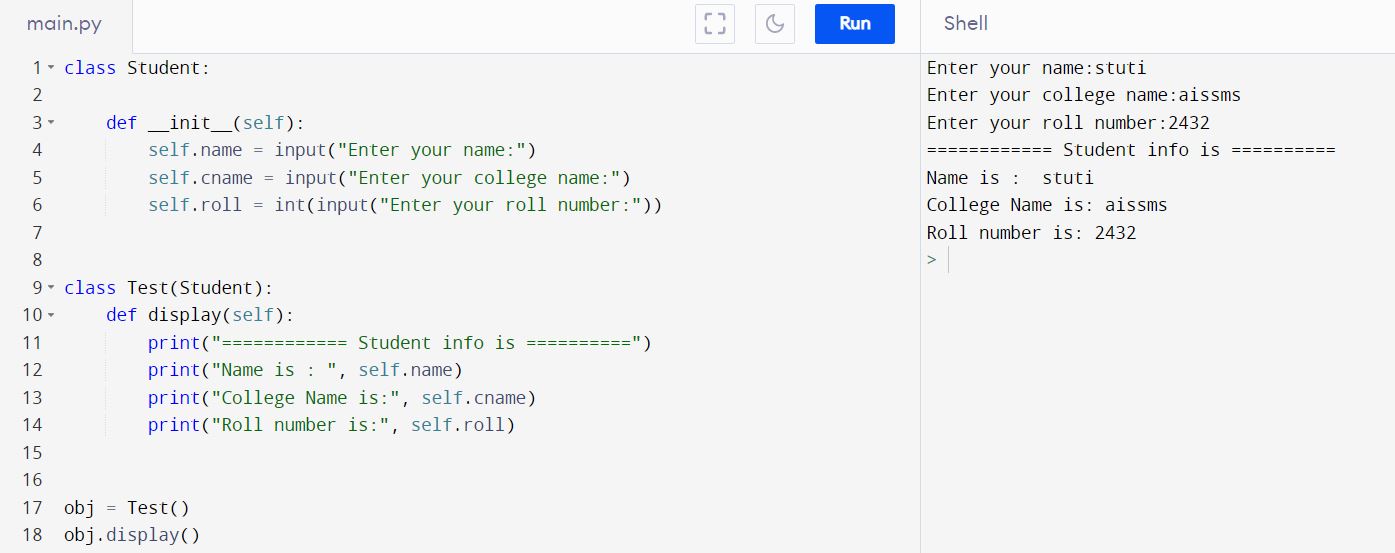 main.py
Run
Shell
1 class Student:
2
3     def __init__(self):
4         self.name = input("Enter your name:")
5         self.cname = input("Enter your college name:")
6         self.roll = int(input("Enter your roll number:"))
7
8
9 class Test(Student):
10     def display(self):
11         print("============ Student info is ==========")
12         print("Name is : ", self.name)
13         print("College Name is:", self.cname)
14         print("Roll number is:", self.roll)
15
16
17 obj = Test()
18 obj.display()
Enter your name:stuti
Enter your college name:aissms
Enter your roll number:2432
============ Student info is ==========
Name is :  stuti
College Name is: aissms
Roll number is: 2432
>